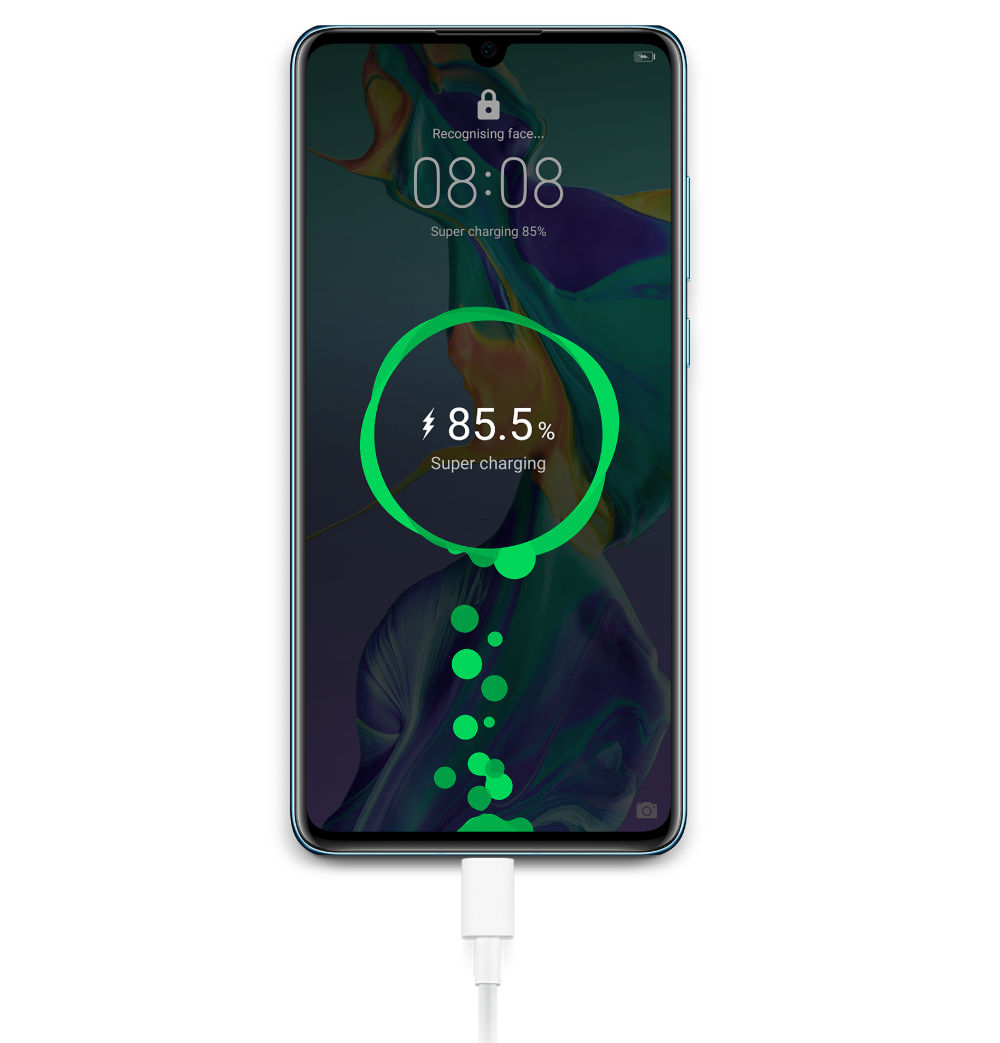 Recognising face...
08:08
Super charging 85%
85.5%
Super charging